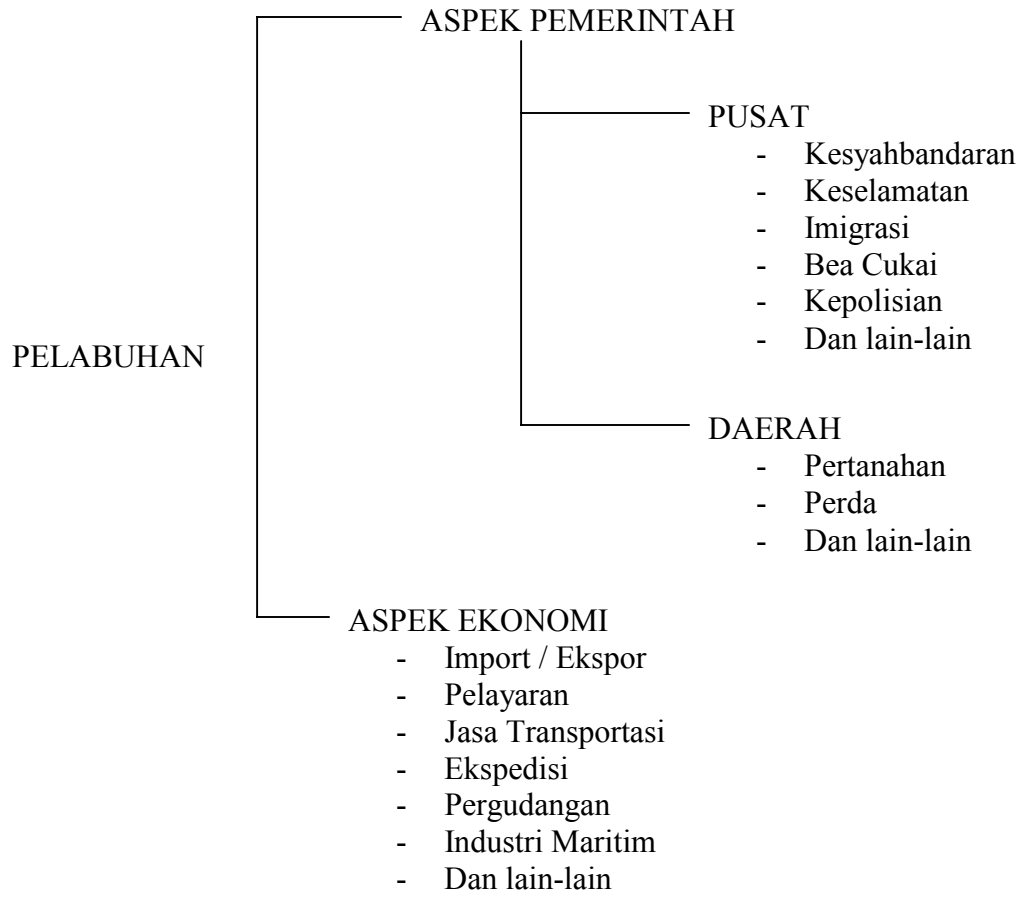 ASPEK PEMERINTAH
PUSAT
- Kesyahbandaran
- Keselamatan
- Imigrasi
- Bea Cukai
- Kepolisian
- Dan lain-lain
PELABUHAN
DAERAH
- Pertanahan
- Perda
- Dan lain-lain
ASPEK EKONOMI
- Import / Ekspor
- Pelayaran
- Jasa Transportasi
- Ekspedisi
- Pergudangan
- Industri Maritim
- Dan lain-lain